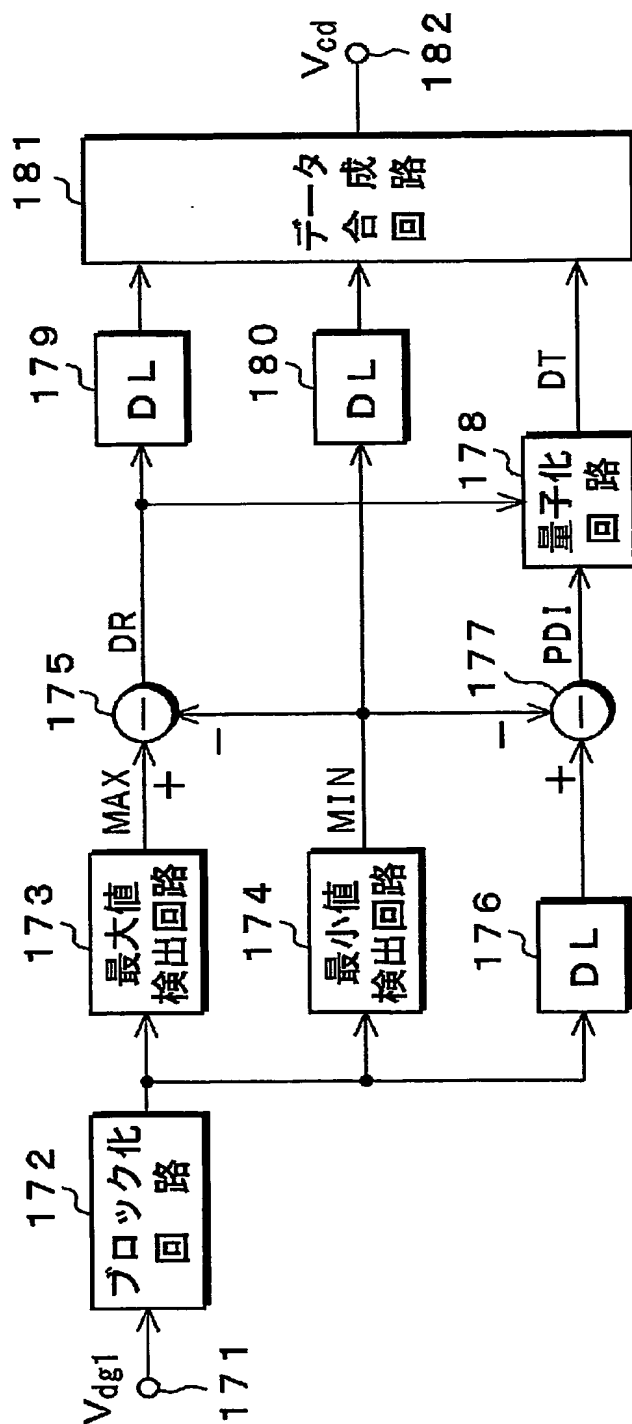 V_dg1
171
172
ブロック化
回路
173
最大値
検出回路
MAX
+
175
−
−
DR
179
DL
174
最小値
検出回路
MIN
180
DL
176
DL
+
−
177
−
PDI
178
量子化
回路
DT
181
データ
合成
回路
V_cd
182